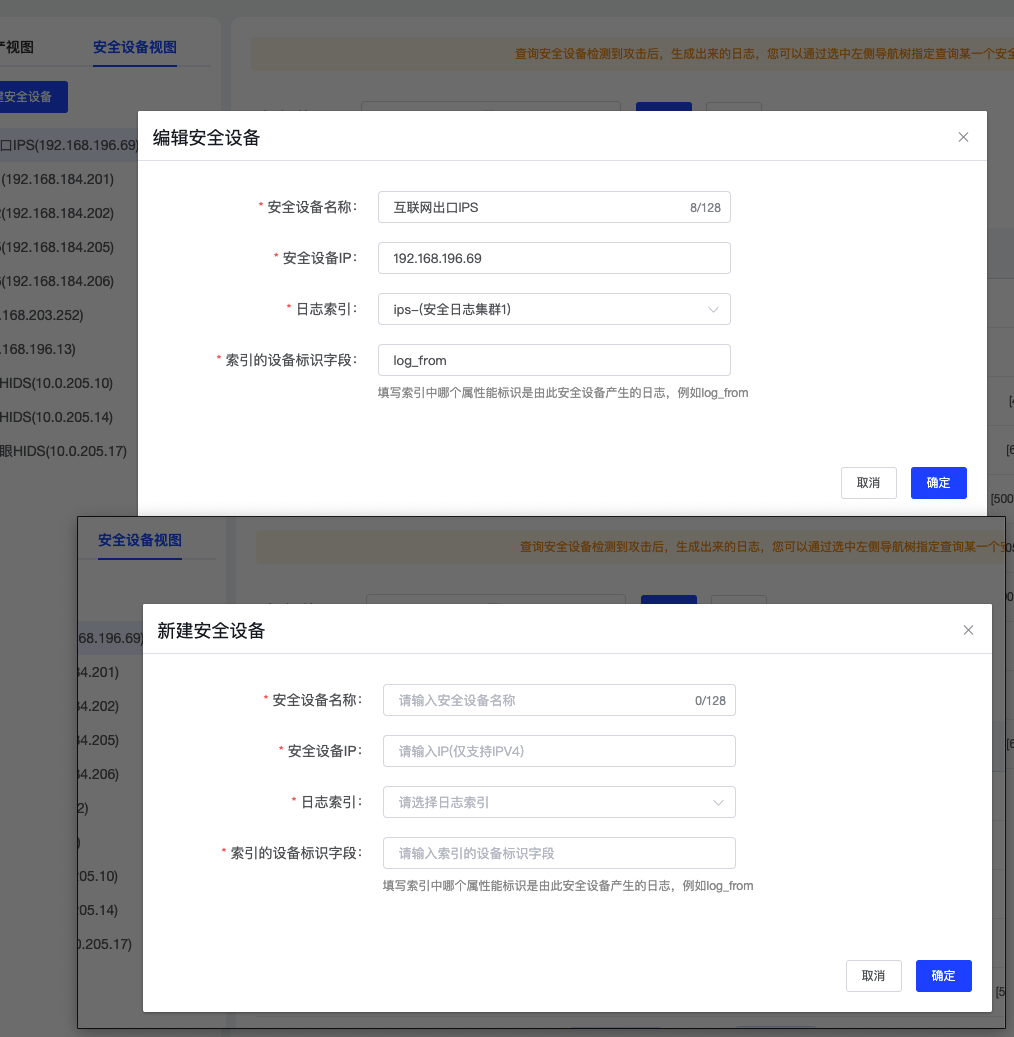 产视图 安全设备视图
查询安全设备检测到攻击后，生成出来的日志，您可以通过选中左侧导航树指定查询某一个安全
建安全设备
编辑安全设备
口IPS(192.168.196.69)
(192.168.184.201)
(192.168.184.202)
(192.168.184.205)
(192.168.184.206)
.168.203.252)
.168.196.13)
HIDS(10.0.205.10)
HIDS(10.0.205.14)
眼HIDS(10.0.205.17)
* 安全设备名称： 互联网出口IPS 8/128
* 安全设备IP： 192.168.196.69
* 日志索引： ips-(安全日志集群1)
* 索引的设备标识字段： log_from
填写索引中哪个属性能标识是由此安全设备产生的日志，例如log_from
取消 确定
[500
安全设备视图
查询安全设备检测到攻击后，生成出来的日志，您可以通过选中左侧导航树指定查询某一个
新建安全设备
68.196.69)
84.201)
84.202)
84.205)
84.206)
2)
)
05.10)
05.14)
0.205.17)
* 安全设备名称： 请输入安全设备名称 0/128
* 安全设备IP： 请输入IP(仅支持IPV4)
* 日志索引： 请选择日志索引
* 索引的设备标识字段： 请输入索引的设备标识字段
填写索引中哪个属性能标识是由此安全设备产生的日志，例如log_from
取消 确定
[5